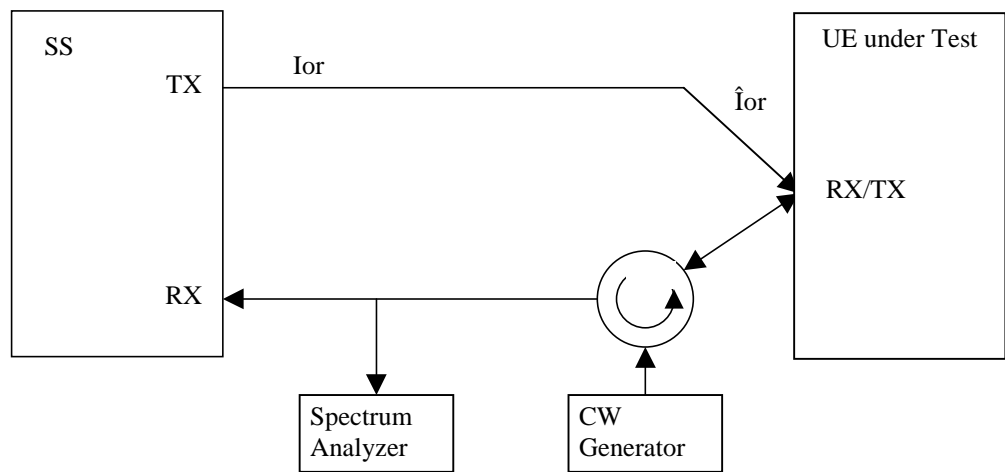 SS
UE under Test
TX
Ior
Îor
RX/TX
RX
Spectrum
Analyzer
CW
Generator